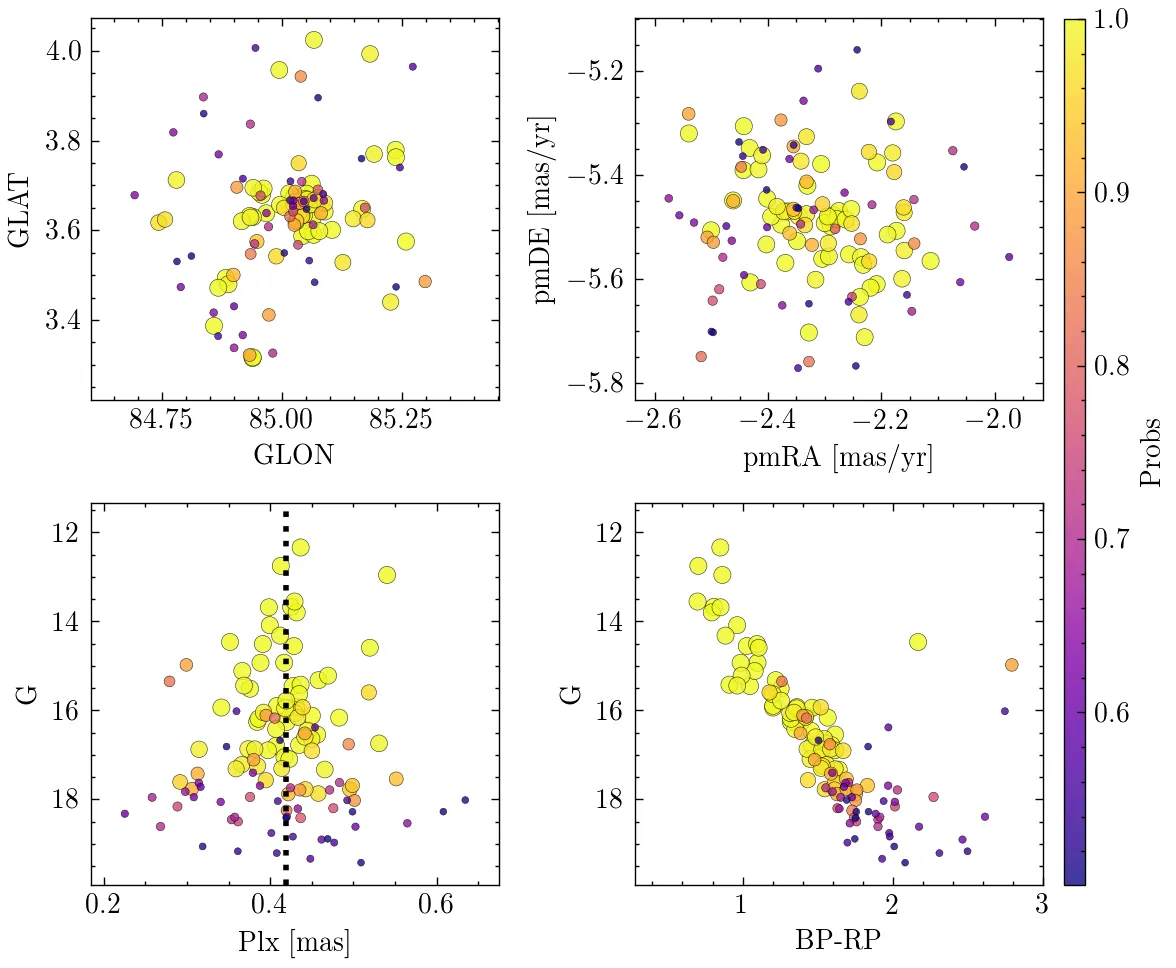 4.0
3.8
3.6
3.4
GLAT
84.75 85.00 85.25
GLON
−5.2
−5.4
−5.6
−5.8
pmDE [mas/yr]
−2.6 −2.4 −2.2 −2.0
pmRA [mas/yr]
1.0
0.9
0.8
0.7
0.6
Probs
12
14
16
18
G
0.2 0.4 0.6
Plx [mas]
12
14
16
18
G
1 2 3
BP-RP